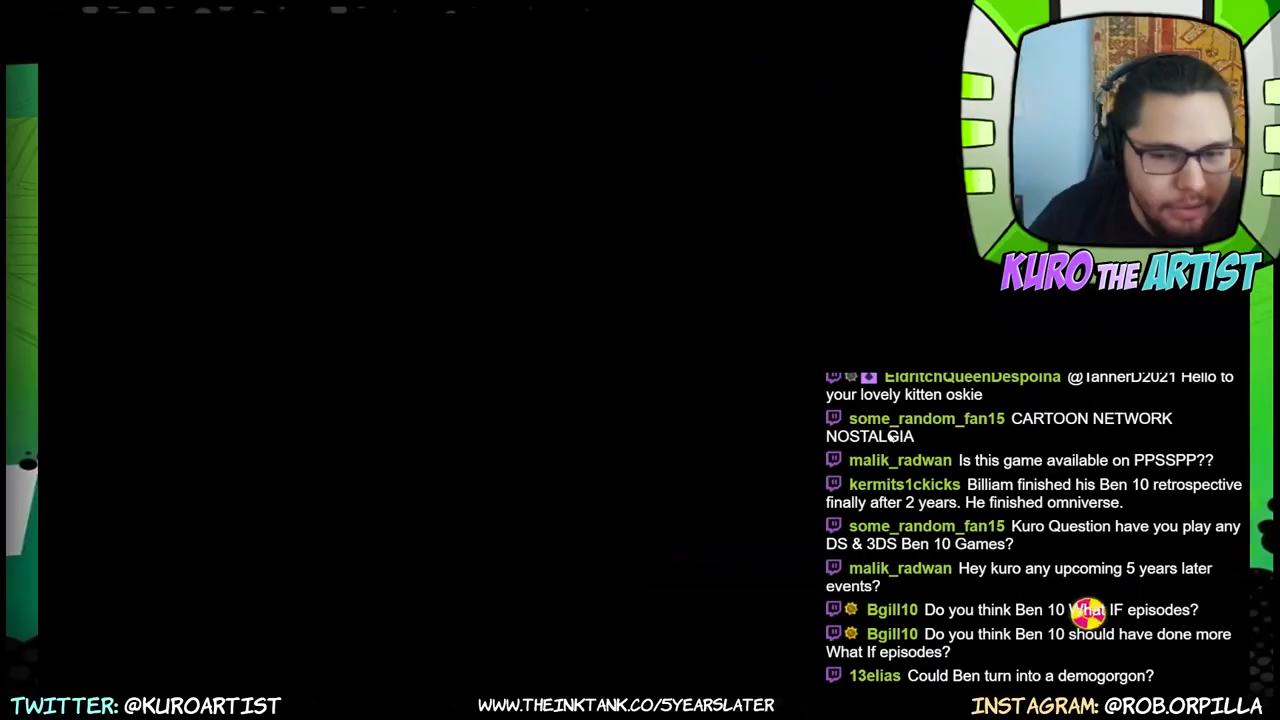 KURO THE ARTIST
EldritchQueenDespoina @TannerD2021 Hello to
your lovely kitten oskie
some_random_fan15 CARTOON NETWORK
NOSTALGIA
malik_radwan Is this game available on PPSSPP??
kermits1ckicks Billiam finished his Ben 10 retrospective
finally after 2 years. He finished omniverse.
some_random_fan15 Kuro Question have you play any
DS & 3DS Ben 10 Games?
malik_radwan Hey kuro any upcoming 5 years later
events?
Bgill10 Do you think Ben 10 What IF episodes?
Bgill10 Do you think Ben 10 should have done more
What If episodes?
13elias Could Ben turn into a demogorgon?
TWITTER: @KUROARTIST
WWW.THEINKTANK.CO/5YEARSLATER
INSTAGRAM: @ROB.ORPILLA